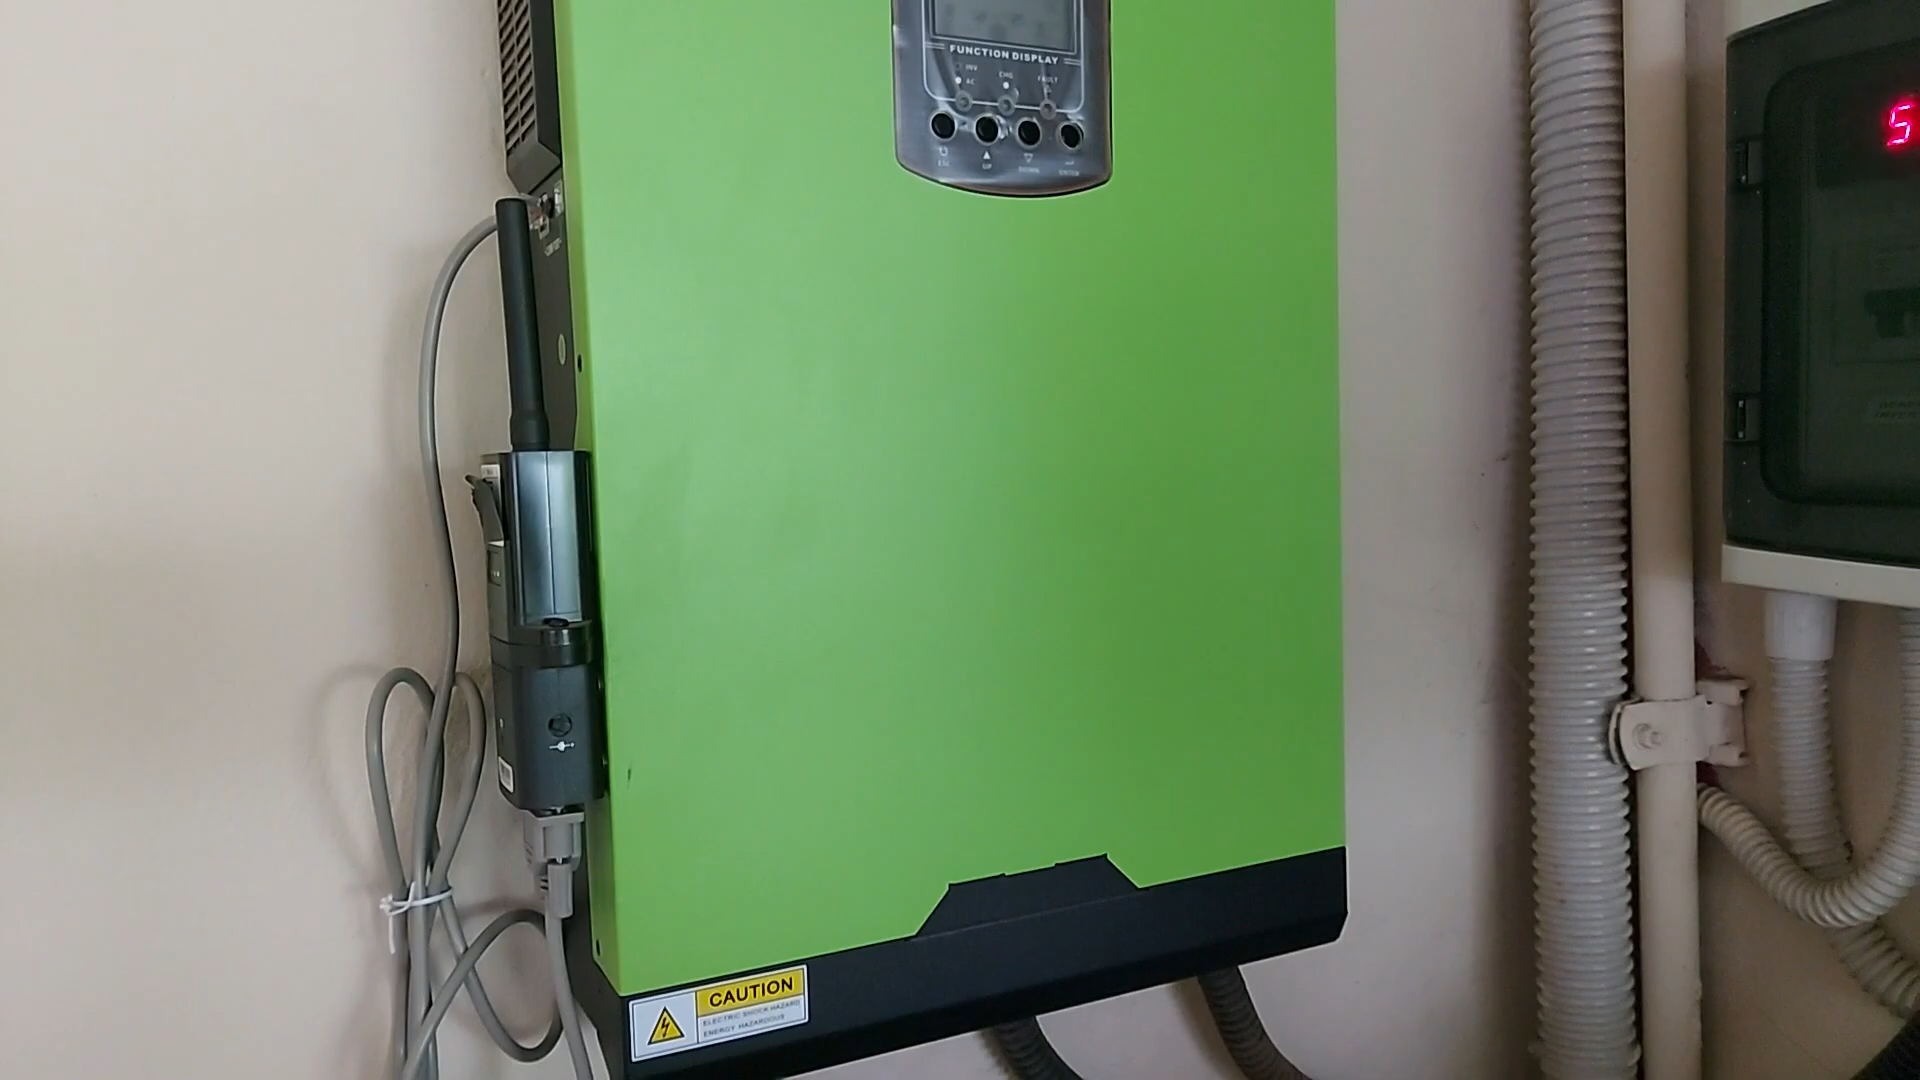 FUNCTION DISPLAY
INV
AC
CHG
FAULT
ESC
UP
DOWN
ENTER
5
CAUTION
ELECTRIC SHOCK HAZARD
ENERGY HAZARDOUS